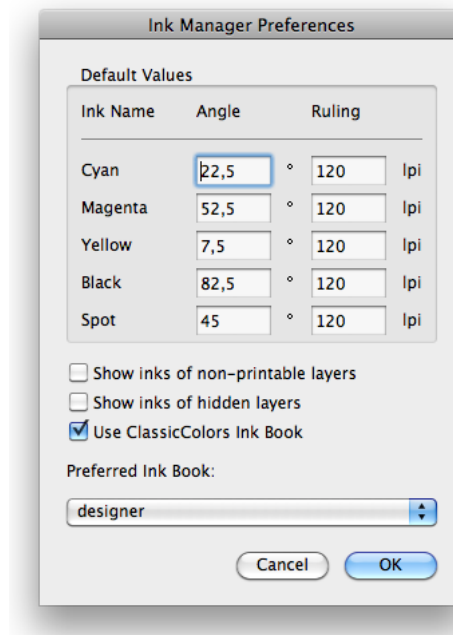 Ink Manager Preferences
Default Values
Ink Name Angle Ruling
Cyan 22,5 ° 120 lpi
Magenta 52,5 ° 120 lpi
Yellow 7,5 ° 120 lpi
Black 82,5 ° 120 lpi
Spot 45 ° 120 lpi
Show inks of non-printable layers
Show inks of hidden layers
Use ClassicColors Ink Book
Preferred Ink Book:
designer
Cancel OK